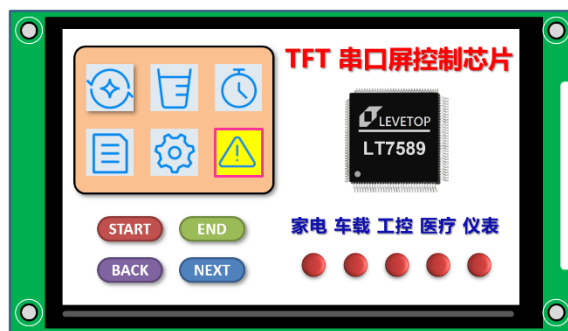 TFT 串口屏控制芯片
LEVETOP
LT7589
START END
BACK NEXT
家电 车载 工控 医疗 仪表